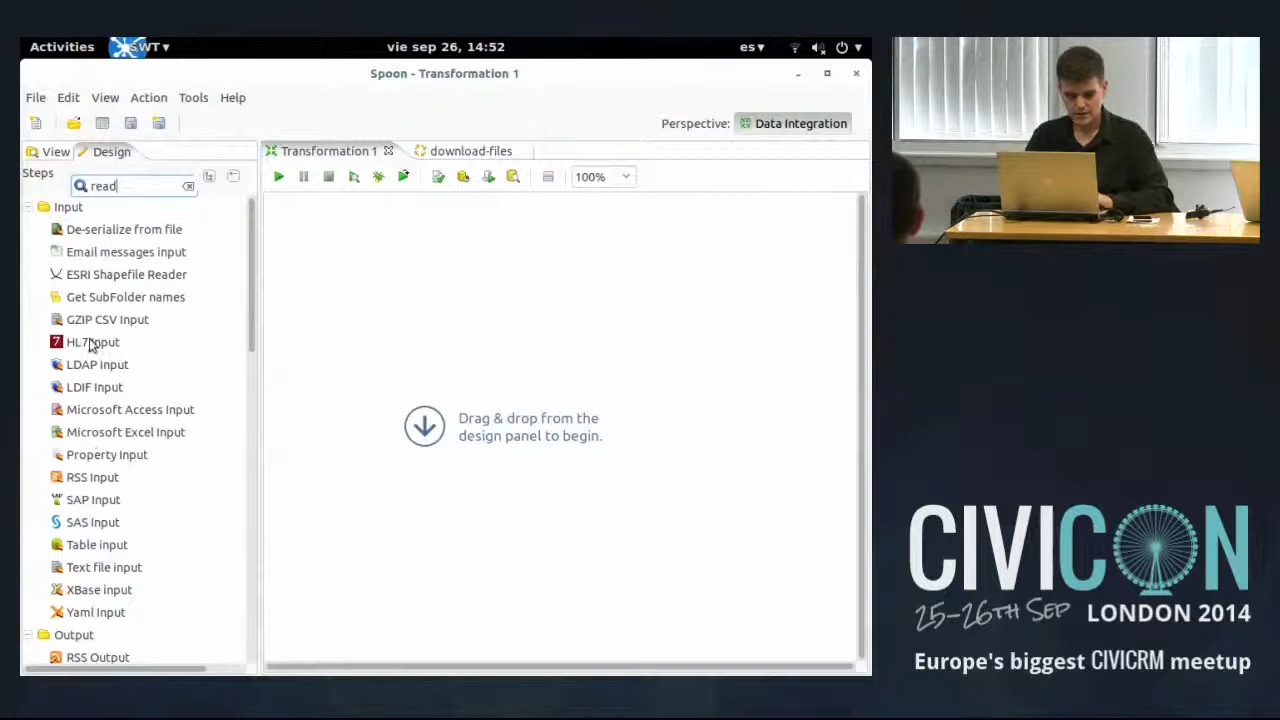 Activities SWT▾ vie sep 26, 14:52 es▾
Spoon - Transformation 1
File Edit View Action Tools Help
Perspective: Data Integration
View Design Transformation 1 download-files
Steps read 100%
Input
De-serialize from file
Email messages input
ESRI Shapefile Reader
Get SubFolder names
GZIP CSV Input
HL7 Input
LDAP Input
LDIF Input
Microsoft Access Input
Microsoft Excel Input
Property Input
RSS Input
SAP Input
SAS Input
Table input
Text file input
XBase input
Yaml Input
Output
RSS Output
Drag & drop from the
design panel to begin.
CIVICON
25-26TH SEP LONDON 2014
Europe's biggest CIVICRM meetup